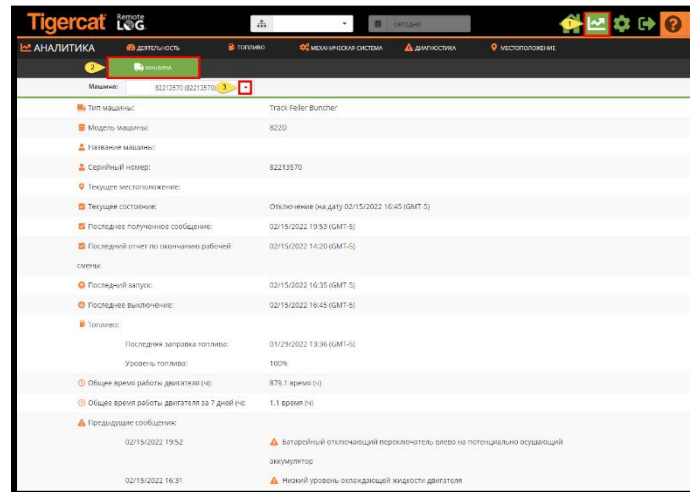 Tigercat Remote LOG
сегодня
1
?
АНАЛИТИКА ДЕЯТЕЛЬНОСТЬ ТОПЛИВО МЕХАНИЧЕСКАЯ СИСТЕМА ДИАГНОСТИКА МЕСТОПОЛОЖЕНИЕ
2 МАШИНА
Машине: 82213570 (82213570) 3
Тип машины: Track Feller Buncher
Модель машины: 822D
Название машины:
Серийный номер: 82213570
Текущее местоположение:
Текущее состояние: Отключение (на дату 02/15/2022 16:45 (GMT-5)
Последнее полученное сообщение: 02/15/2022 19:53 (GMT-5)
Последний отчет по окончанию рабочей 02/15/2022 14:20 (GMT-5)
смены:
Последний запуск: 02/15/2022 16:35 (GMT-5)
Последнее выключение: 02/15/2022 16:45 (GMT-5)
Топливо:
Последняя заправка топлива: 01/29/2022 13:36 (GMT-5)
Уровень топлива: 100%
Общее время работы двигателя (ч): 879.1 время (ч)
Общее время работы двигателя за 7 дней (ч): 1.1 время (ч)
Предыдущие сообщения:
02/15/2022 19:52 Батарейный отключающий переключатель влево на потенциально осушающий
аккумулятор
02/15/2022 16:31 Низкий уровень охлаждающей жидкости двигателя